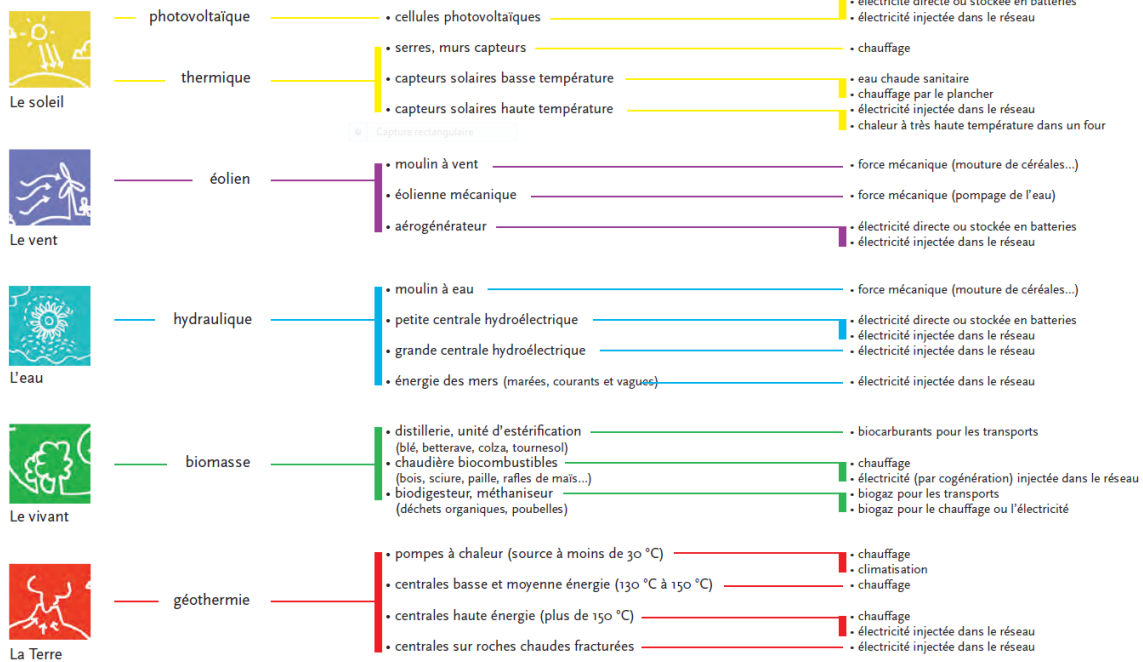 • électricité directe ou stockée en batteries
photovoltaïque • cellules photovoltaïques • électricité injectée dans le réseau
• serres, murs capteurs • chauffage
thermique • capteurs solaires basse température • eau chaude sanitaire
• chauffage par le plancher
Le soleil
• capteurs solaires haute température • électricité injectée dans le réseau
• chaleur à très haute température dans un four
Capture rectangulaire
• moulin à vent • force mécanique (mouture de céréales...)
éolien
• éolienne mécanique • force mécanique (pompage de l'eau)
• aérogénérateur • électricité directe ou stockée en batteries
Le vent • électricité injectée dans le réseau
• moulin à eau • force mécanique (mouture de céréales...)
hydraulique • petite centrale hydroélectrique • électricité directe ou stockée en batteries
• électricité injectée dans le réseau
• grande centrale hydroélectrique • électricité injectée dans le réseau
L'eau
• énergie des mers (marées, courants et vagues) • électricité injectée dans le réseau
• distillerie, unité d'estérification • biocarburants pour les transports
(blé, betterave, colza, tournesol)
biomasse • chaudière biocombustibles • chauffage
(bois, sciure, paille, rafles de maïs...) • électricité (par cogénération) injectée dans le réseau
• biodigesteur, méthaniseur • biogaz pour les transports
Le vivant (déchets organiques, poubelles) • biogaz pour le chauffage ou l'électricité
• pompes à chaleur (source à moins de 30 °C) • chauffage
• climatisation
• centrales basse et moyenne énergie (130 °C à 150 °C) • chauffage
géothermie
• centrales haute énergie (plus de 150 °C) • chauffage
• électricité injectée dans le réseau
La Terre • centrales sur roches chaudes fracturées • électricité injectée dans le réseau